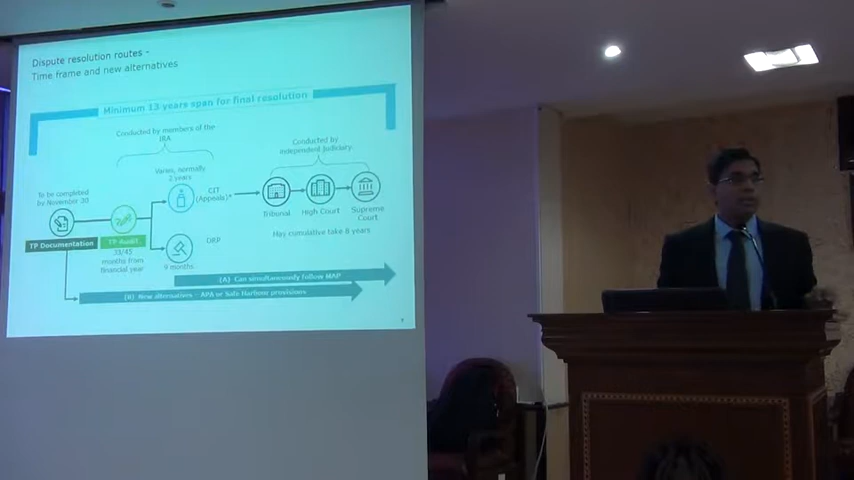 Dispute resolution routes -
Time frame and new alternatives
Minimum 13 years span for final resolution
Conducted by members of the
IRA
Conducted by
independent Judiciary
To be completed
by November 30
Varies, normally
2 years
CIT
(Appeals)*
Tribunal
High Court
Supreme
Court
TP Documentation
TP Audit
33/45
months from
financial year
DRP
9 months
May cumulative take 8 years
(A) Can simultaneously follow MAP
(B) New alternatives - APA or Safe Harbour provisions